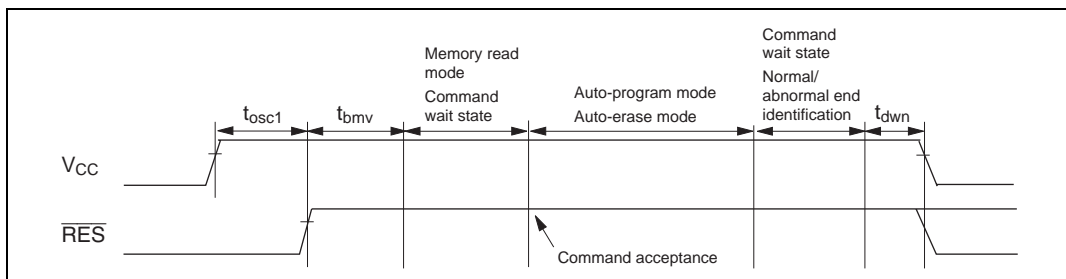 tosc1
tbmv
Memory read
mode
Command
wait state
Auto-program mode
Auto-erase mode
Command
wait state
Normal/
abnormal end
identification
tdwn
VCC
RES
Command acceptance